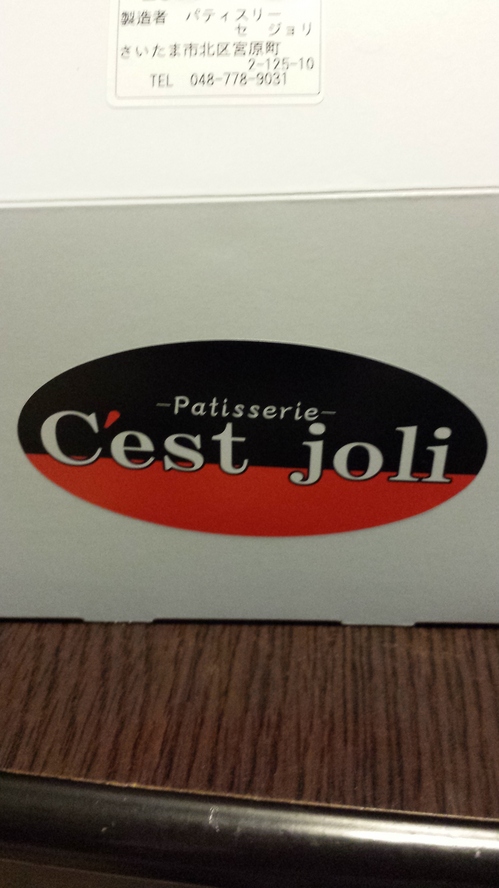 製造者 パティスリー
セ ジョリ
さいたま市北区宮原町
2-125-10
TEL 048-778-9031
-Patisserie-
C'est joli